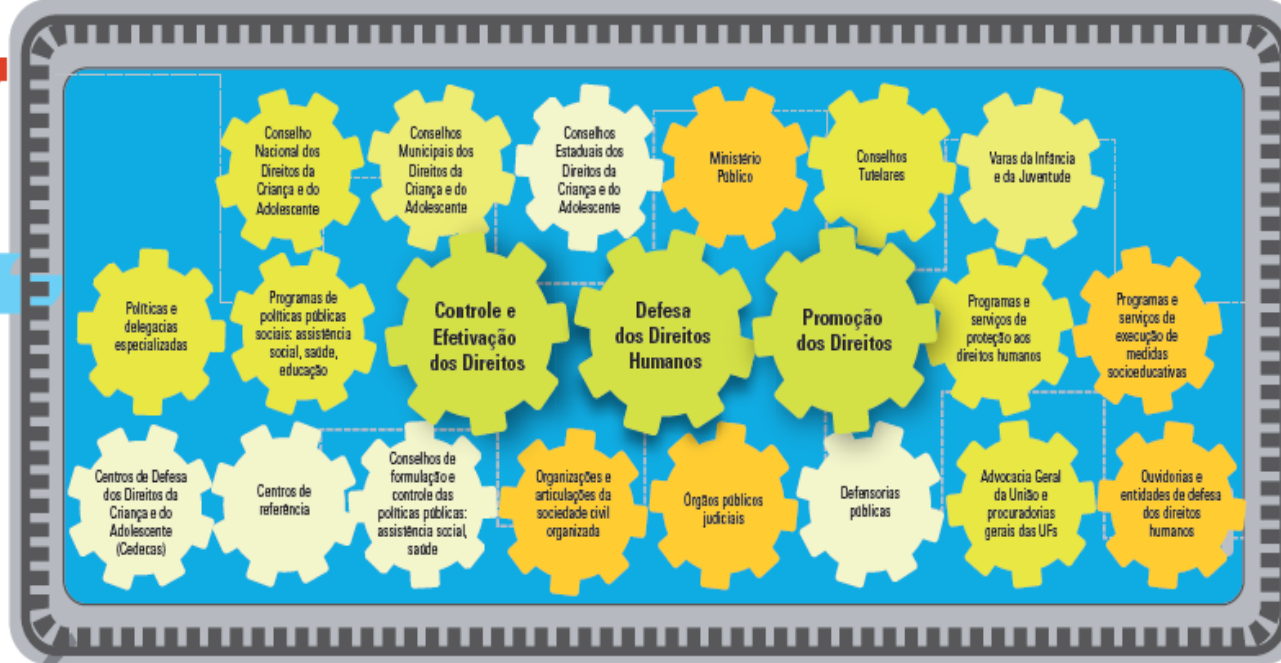 Conselho
Nacional dos
Direitos da
Criança e do
Adolescente
Conselhos
Municipais dos
Direitos da
Criança e do
Adolescente
Conselhos
Estaduais dos
Direitos da
Criança e do
Adolescente
Ministério
Público
Conselhos
Tutelares
Varas da Infância
e da Juventude
Políticas e
delegacias
especializadas
Programas de
políticas públicas
sociais: assistência
social, saúde,
educação
Controle e
Efetivação
dos Direitos
Defesa
dos Direitos
Humanos
Promoção
dos Direitos
Programas e
serviços de
proteção aos
direitos humanos
Programas e
serviços de
execução de
medidas
socioeducativas
Centros de Defesa
dos Direitos da
Criança e do
Adolescente
(Cedecas)
Centros de
referência
Conselhos de
formulação e
controle das
políticas públicas:
assistência social,
saúde
Organizações e
articulações da
sociedade civil
organizada
Órgãos públicos
judiciais
Defensorias
públicas
Advocacia Geral
da União e
procuradorias
gerais das UFs
Ouvidorias e
entidades de defesa
dos direitos
humanos